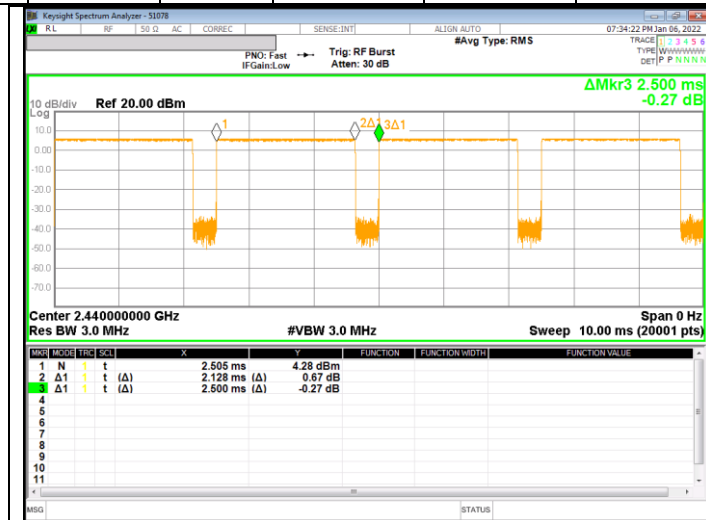 Keysight Spectrum Analyzer - 51078
RL RF 50 Ω AC CORREC SENSE:INT ALIGN AUTO 07:34:22 PM Jan 06, 2022
#Avg Type: RMS TRACE 1 2 3 4 5 6
PNO: Fast Trig: RF Burst TYPE W
IFGain:Low Atten: 30 dB DET P P N N N N
ΔMkr3 2.500 ms
-0.27 dB
10 dB/div Ref 20.00 dBm
Log
10.0
0.00
-10.0
-20.0
-30.0
-40.0
-50.0
-60.0
-70.0
1
2Δ1
3Δ1
Center 2.440000000 GHz Span 0 Hz
Res BW 3.0 MHz #VBW 3.0 MHz Sweep 10.00 ms (20001 pts)
MKR MODE TRC SCL X Y FUNCTION FUNCTION WIDTH FUNCTION VALUE
1 N 1 t 2.505 ms 4.28 dBm
2 Δ1 1 t (Δ) 2.128 ms (Δ) 0.67 dB
3 Δ1 1 t (Δ) 2.500 ms (Δ) -0.27 dB
4
5
6
7
8
9
10
11
MSG STATUS